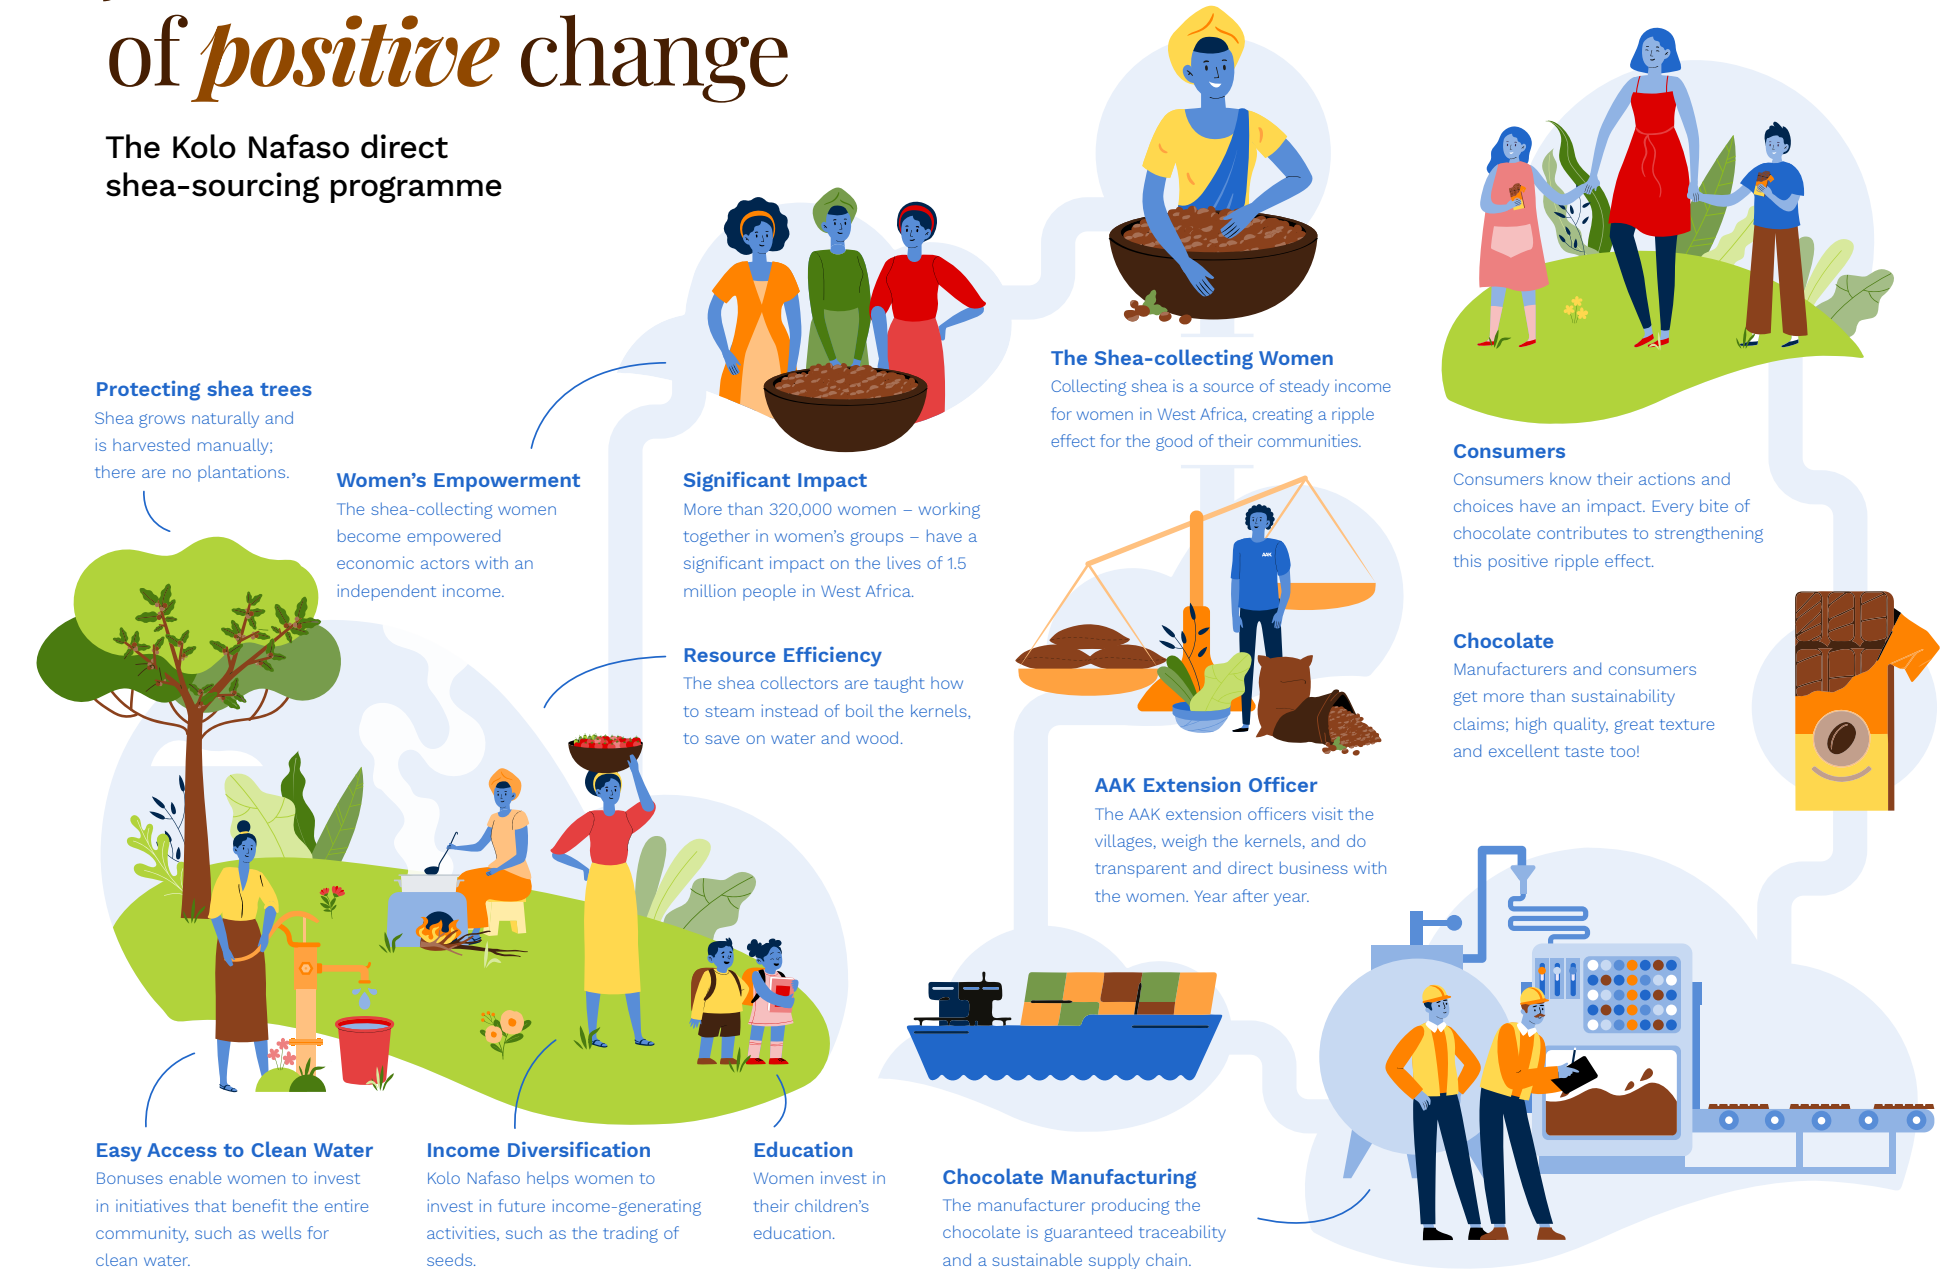 of positive change
The Kolo Nafaso direct
shea-sourcing programme
Protecting shea trees
Shea grows naturally and
is harvested manually;
there are no plantations.
Women’s Empowerment
The shea-collecting women
become empowered
economic actors with an
independent income.
Significant Impact
More than 320,000 women – working
together in women’s groups – have a
significant impact on the lives of 1.5
million people in West Africa.
Resource Efficiency
The shea collectors are taught how
to steam instead of boil the kernels,
to save on water and wood.
The Shea-collecting Women
Collecting shea is a source of steady income
for women in West Africa, creating a ripple
effect for the good of their communities.
AAK
AAK Extension Officer
The AAK extension officers visit the
villages, weigh the kernels, and do
transparent and direct business with
the women. Year after year.
Consumers
Consumers know their actions and
choices have an impact. Every bite of
chocolate contributes to strengthening
this positive ripple effect.
Chocolate
Manufacturers and consumers
get more than sustainability
claims; high quality, great texture
and excellent taste too!
Easy Access to Clean Water
Bonuses enable women to invest
in initiatives that benefit the entire
community, such as wells for
clean water.
Income Diversification
Kolo Nafaso helps women to
invest in future income-generating
activities, such as the trading of
seeds.
Education
Women invest in
their children’s
education.
Chocolate Manufacturing
The manufacturer producing the
chocolate is guaranteed traceability
and a sustainable supply chain.